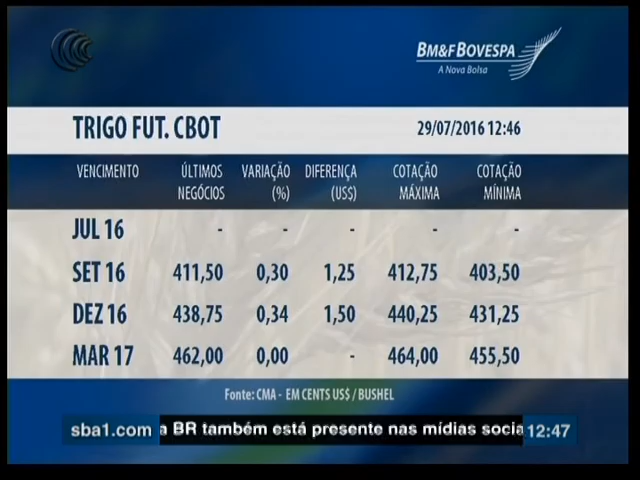 BM&FBOVESPA
A Nova Bolsa
TRIGO FUT. CBOT 29/07/2016 12:46
VENCIMENTO ÚLTIMOS NEGÓCIOS VARIAÇÃO (%) DIFERENÇA (US$) COTAÇÃO MÁXIMA COTAÇÃO MÍNIMA
JUL 16 - - - - -
SET 16 411,50 0,30 1,25 412,75 403,50
DEZ 16 438,75 0,34 1,50 440,25 431,25
MAR 17 462,00 0,00 - 464,00 455,50
Fonte: CMA - EM CENTS US$ / BUSHEL
sba1.com a BR também está presente nas mídias socia 12:47